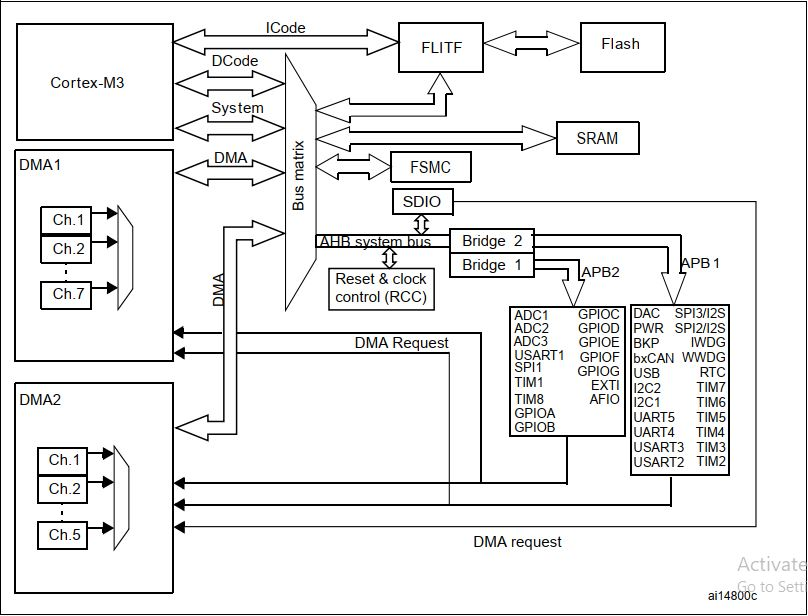 ICode
FLITF
Flash
Cortex-M3
DCode
System
SRAM
DMA
FSMC
Bus matrix
DMA1
SDIO
Ch.1
Ch.2
Ch.7
AHB system bus
Bridge 2
Bridge 1
APB2
APB1
Reset & clock
control (RCC)
DMA
DMA Request
ADC1 GPIOC
ADC2 GPIOD
ADC3 GPIOE
USART1 GPIOF
SPI1 GPIOG
TIM1 EXTI
TIM8 AFIO
GPIOA
GPIOB
DAC SPI3/I2S
PWR SPI2/I2S
BKP IWDG
bxCAN WWDG
USB RTC
I2C2 TIM7
I2C1 TIM6
UART5 TIM5
UART4 TIM4
USART3 TIM3
USART2 TIM2
DMA2
Ch.1
Ch.2
Ch.5
DMA request
Activate
Go to Setti
ai14800c